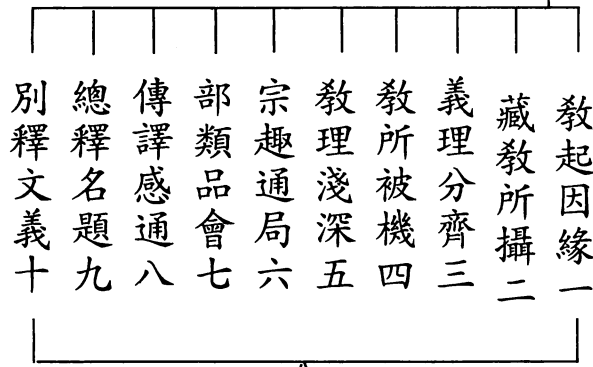 教起因緣一
藏教所攝二
義理分齊三
教所被機四
教理淺深五
宗趣通局六
部類品會七
傳譯感通八
總釋名題九
別釋文義十